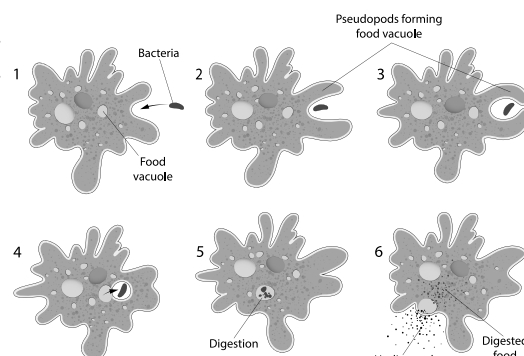 Pseudopods forming
food vacuole
Bacteria
1
2
3
Food
vacuole
4
5
6
Digestion
Digested
food